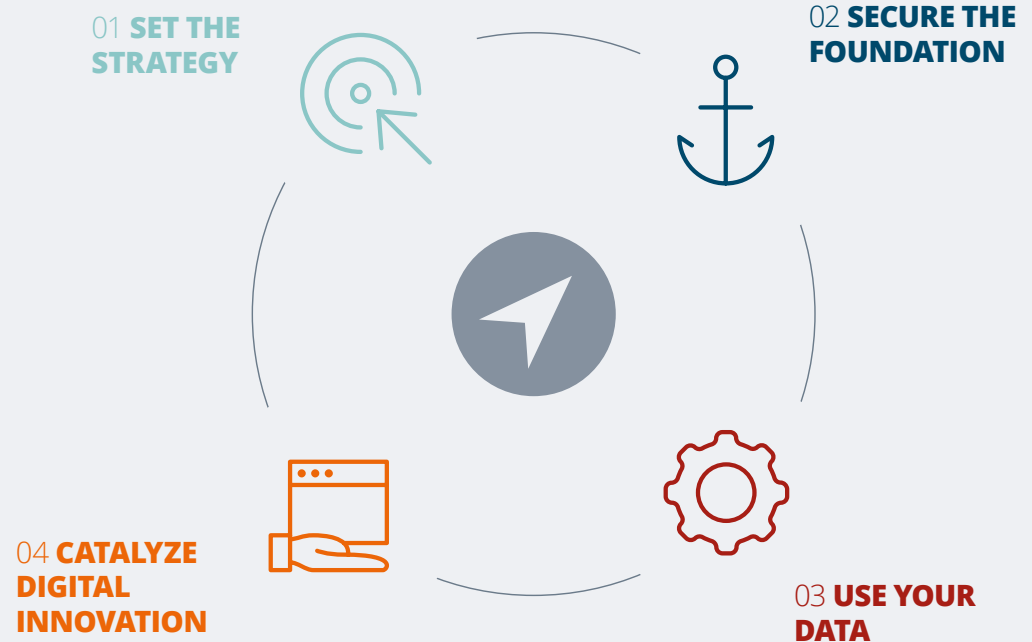 01 SET THE
STRATEGY
02 SECURE THE
FOUNDATION
03 USE YOUR
DATA
04 CATALYZE
DIGITAL
INNOVATION